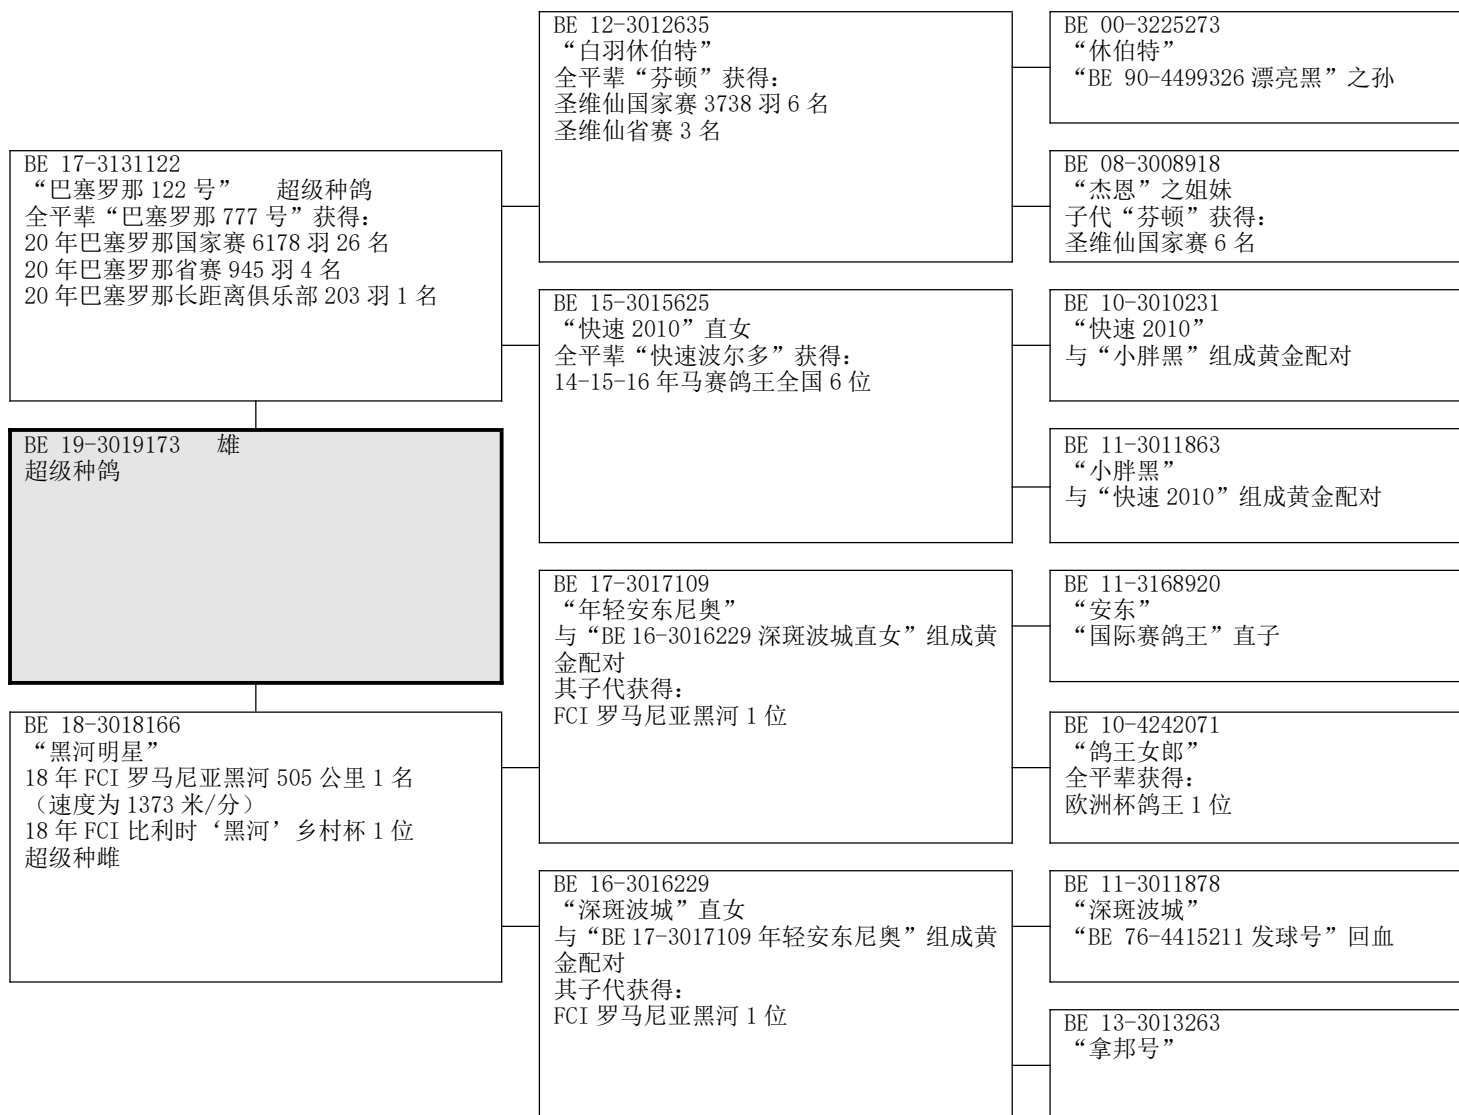 BE 17-3131122
“巴塞罗那 122 号” 超级种鸽
全平辈“巴塞罗那 777 号”获得：
20 年巴塞罗那国家赛 6178 羽 26 名
20 年巴塞罗那省赛 945 羽 4 名
20 年巴塞罗那长距离俱乐部 203 羽 1 名
BE 19-3019173 雄
超级种鸽
BE 18-3018166
“黑河明星”
18 年 FCI 罗马尼亚黑河 505 公里 1 名
（速度为 1373 米/分）
18 年 FCI 比利时‘黑河’乡村杯 1 位
超级种雌
BE 12-3012635
“白羽休伯特”
全平辈“芬顿”获得：
圣维仙国家赛 3738 羽 6 名
圣维仙省赛 3 名
BE 15-3015625
“快速 2010”直女
全平辈“快速波尔多”获得：
14-15-16 年马赛鸽王全国 6 位
BE 17-3017109
“年轻安东尼奥”
与“BE 16-3016229 深斑波城直女”组成黄
金配对
其子代获得：
FCI 罗马尼亚黑河 1 位
BE 16-3016229
“深斑波城”直女
与“BE 17-3017109 年轻安东尼奥”组成黄
金配对
其子代获得：
FCI 罗马尼亚黑河 1 位
BE 00-3225273
“休伯特”
“BE 90-4499326 漂亮黑”之孙
BE 08-3008918
“杰恩”之姐妹
子代“芬顿”获得：
圣维仙国家赛 6 名
BE 10-3010231
“快速 2010”
与“小胖黑”组成黄金配对
BE 11-3011863
“小胖黑”
与“快速 2010”组成黄金配对
BE 11-3168920
“安东”
“国际赛鸽王”直子
BE 10-4242071
“鸽王女郎”
全平辈获得：
欧洲杯鸽王 1 位
BE 11-3011878
“深斑波城”
“BE 76-4415211 发球号”回血
BE 13-3013263
“拿邦号”